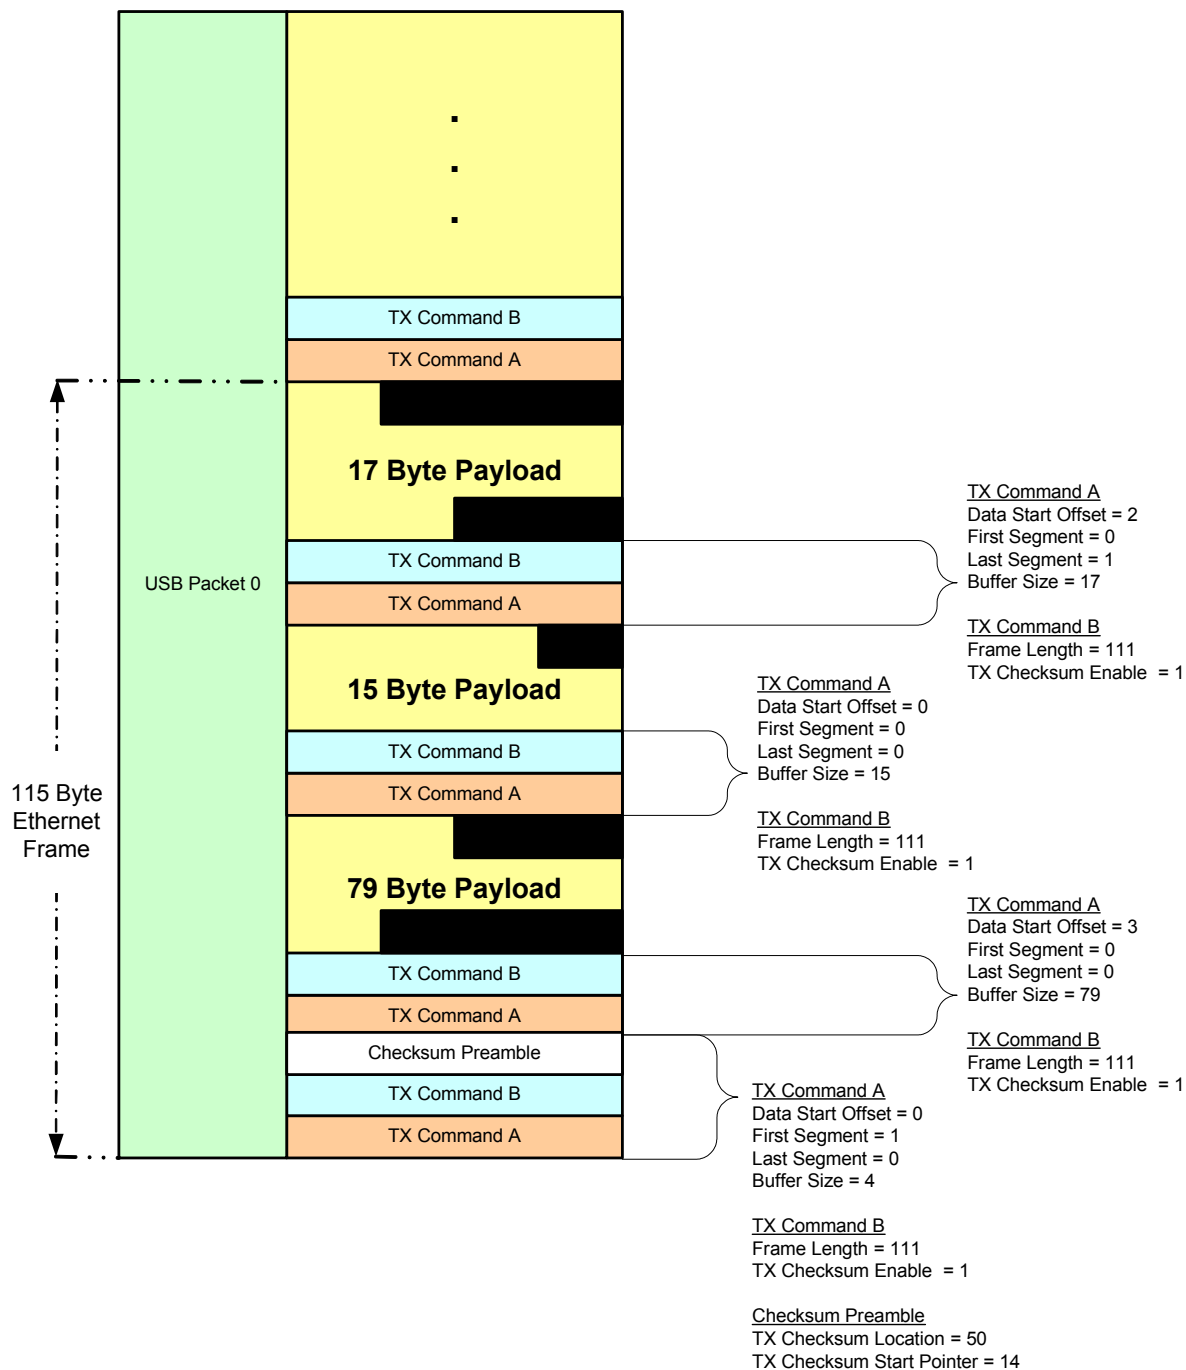 TX Command B
TX Command A
17 Byte Payload
TX Command B
TX Command A
15 Byte Payload
TX Command B
TX Command A
79 Byte Payload
TX Command B
TX Command A
Checksum Preamble
TX Command B
TX Command A
USB Packet 0
115 Byte
Ethernet
Frame
TX Command A
Data Start Offset = 2
First Segment = 0
Last Segment = 1
Buffer Size = 17
TX Command B
Frame Length = 111
TX Checksum Enable = 1
TX Command A
Data Start Offset = 0
First Segment = 0
Last Segment = 0
Buffer Size = 15
TX Command B
Frame Length = 111
TX Checksum Enable = 1
TX Command A
Data Start Offset = 3
First Segment = 0
Last Segment = 0
Buffer Size = 79
TX Command B
Frame Length = 111
TX Checksum Enable = 1
TX Command A
Data Start Offset = 0
First Segment = 1
Last Segment = 0
Buffer Size = 4
TX Command B
Frame Length = 111
TX Checksum Enable = 1
Checksum Preamble
TX Checksum Location = 50
TX Checksum Start Pointer = 14